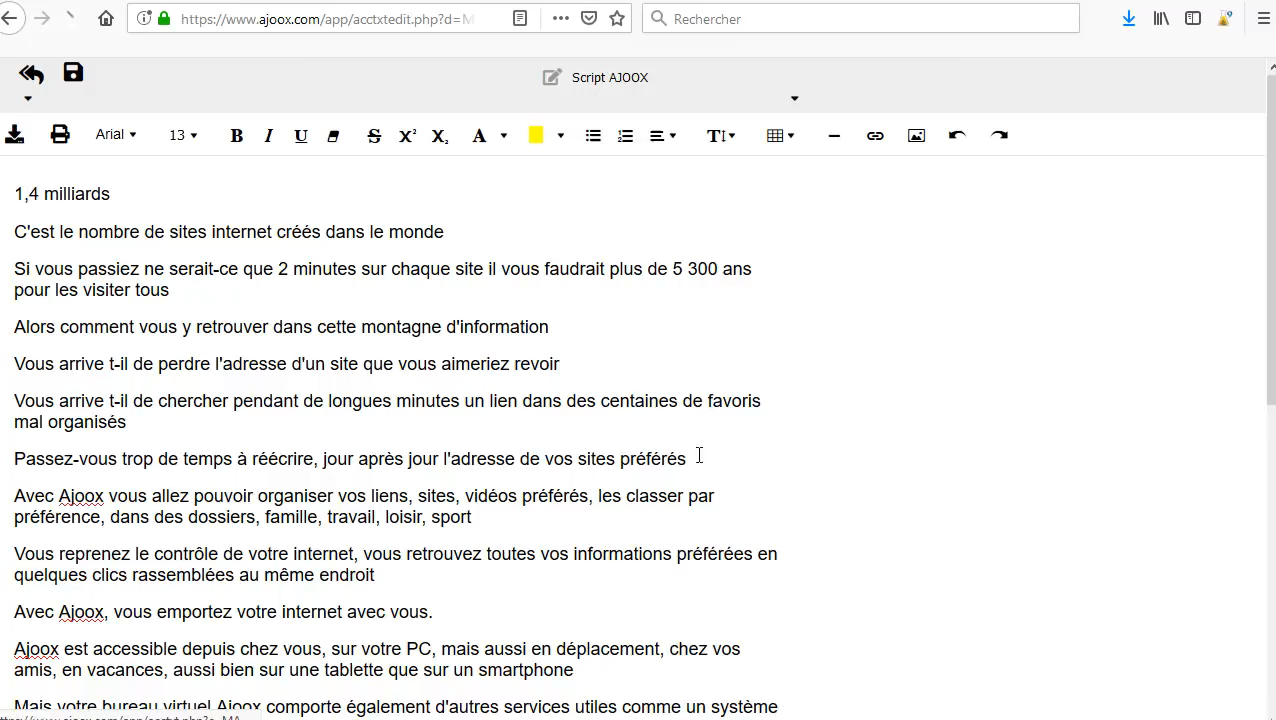 https://www.ajoox.com/app/acctxtedit.php?d=M
Rechercher
Script AJOOX
Arial
13
B I U S X² X₂ A T
1,4 milliards
C'est le nombre de sites internet créés dans le monde
Si vous passiez ne serait-ce que 2 minutes sur chaque site il vous faudrait plus de 5 300 ans
pour les visiter tous
Alors comment vous y retrouver dans cette montagne d'information
Vous arrive t-il de perdre l'adresse d'un site que vous aimeriez revoir
Vous arrive t-il de chercher pendant de longues minutes un lien dans des centaines de favoris
mal organisés
Passez-vous trop de temps à réécrire, jour après jour l'adresse de vos sites préférés
Avec Ajoox vous allez pouvoir organiser vos liens, sites, vidéos préférés, les classer par
préférence, dans des dossiers, famille, travail, loisir, sport
Vous reprenez le contrôle de votre internet, vous retrouvez toutes vos informations préférées en
quelques clics rassemblées au même endroit
Avec Ajoox, vous emportez votre internet avec vous.
Ajoox est accessible depuis chez vous, sur votre PC, mais aussi en déplacement, chez vos
amis, en vacances, aussi bien sur une tablette que sur un smartphone
Mais votre bureau virtuel Ajoox comporte également d'autres services utiles comme un système